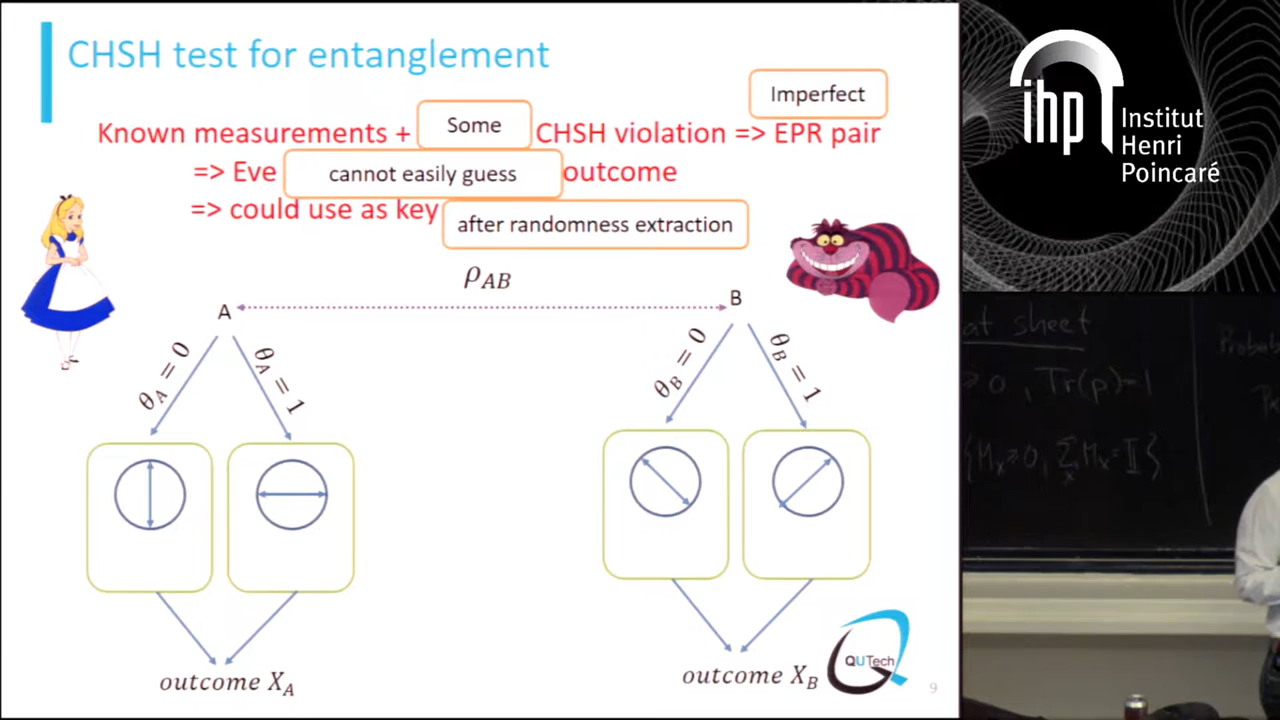 CHSH test for entanglement
Imperfect
Known measurements + Some CHSH violation => EPR pair
=> Eve cannot easily guess outcome
=> could use as key after randomness extraction
ρ_AB
A
B
θ_A = 0
θ_A = 1
θ_B = 0
θ_B = 1
outcome X_A
outcome X_B
QUTech
9
ihp
Institut
Henri
Poincaré
at sheet
≥ 0, Tr(ρ)=1
{M_x ≥ 0, Σ_x M_x = 𝕀}